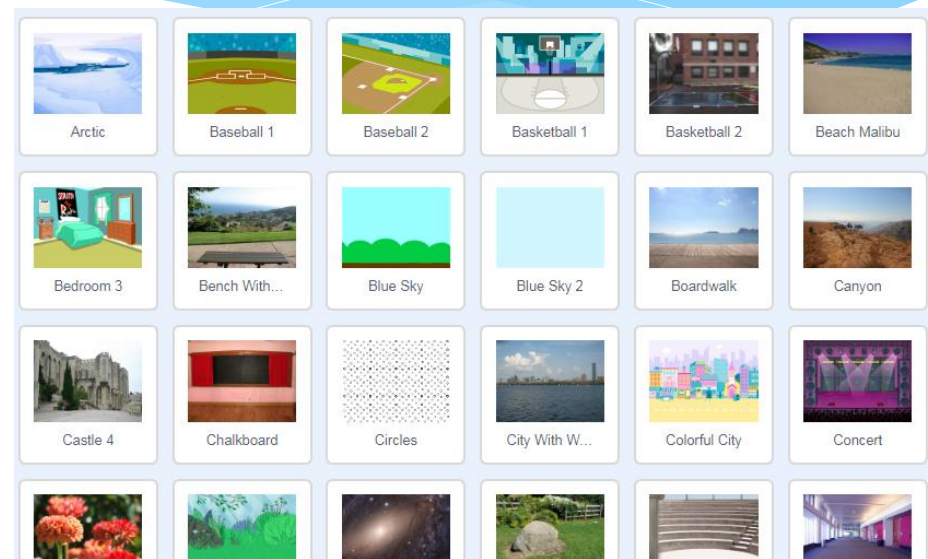 Arctic
Baseball 1
Baseball 2
Basketball 1
Basketball 2
Beach Malibu
Bedroom 3
Bench With...
Blue Sky
Blue Sky 2
Boardwalk
Canyon
Castle 4
Chalkboard
Circles
City With W...
Colorful City
Concert